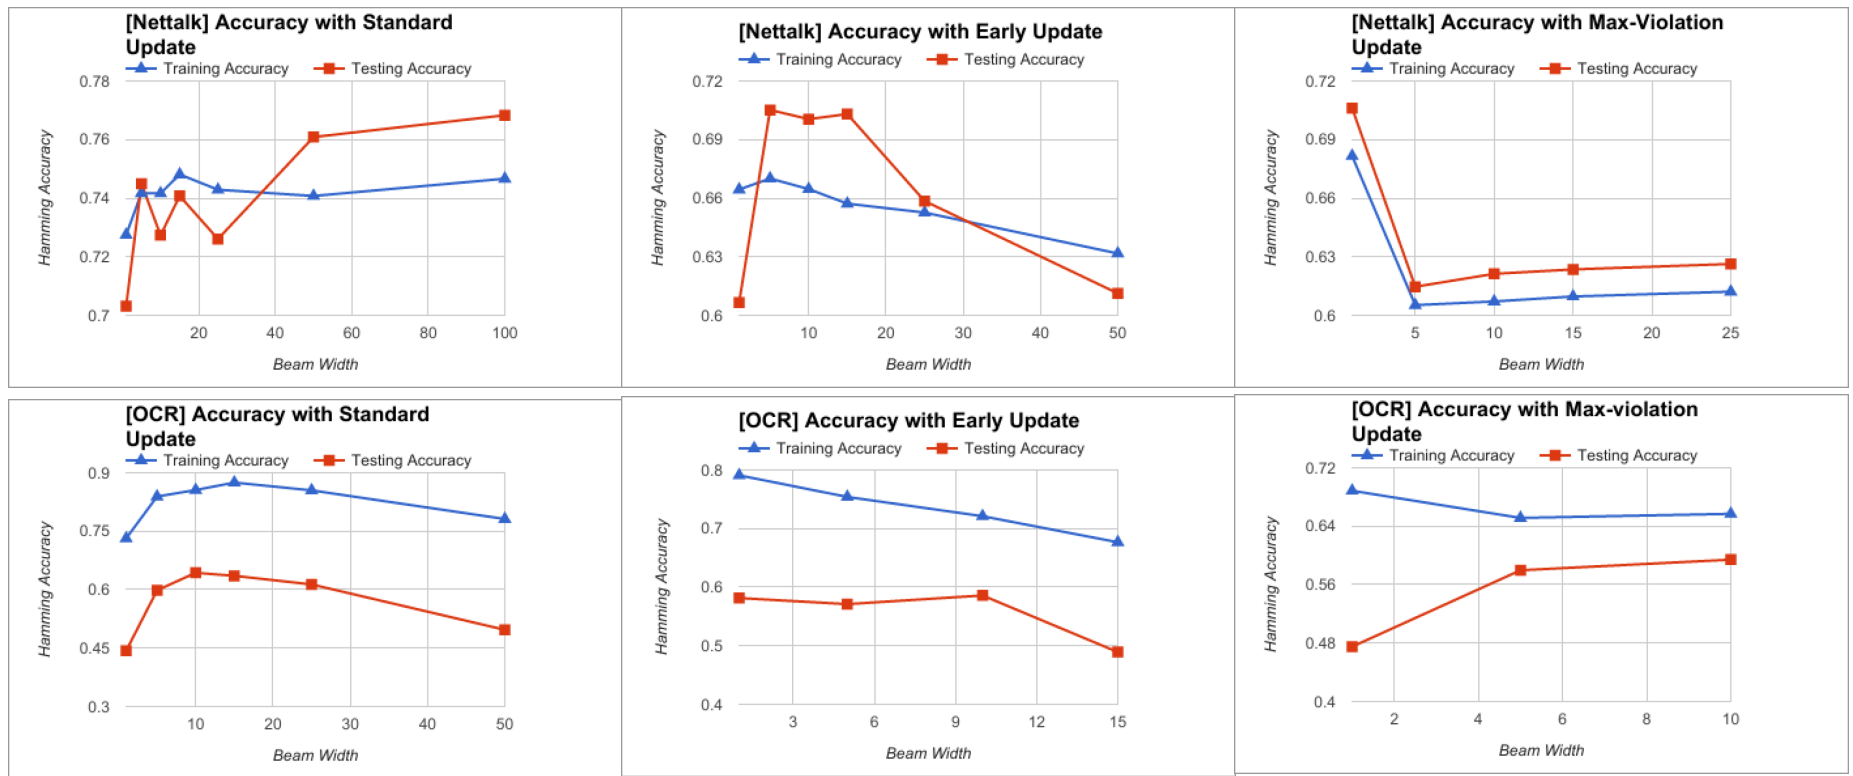 [Nettalk] Accuracy with Standard
Update
Training Accuracy Testing Accuracy
0.78
0.76
0.74
0.72
0.7
Hamming Accuracy
20 40 60 80 100
Beam Width
[Nettalk] Accuracy with Early Update
Training Accuracy Testing Accuracy
0.72
0.69
0.66
0.63
0.6
Hamming Accuracy
10 20 30 40 50
Beam Width
[Nettalk] Accuracy with Max-Violation
Update
Training Accuracy Testing Accuracy
0.72
0.69
0.66
0.63
0.6
Hamming Accuracy
5 10 15 20 25
Beam Width
[OCR] Accuracy with Standard
Update
Training Accuracy Testing Accuracy
0.9
0.75
0.6
0.45
0.3
Hamming Accuracy
10 20 30 40 50
Beam Width
[OCR] Accuracy with Early Update
Training Accuracy Testing Accuracy
0.8
0.7
0.6
0.5
0.4
Hamming Accuracy
3 6 9 12 15
Beam Width
[OCR] Accuracy with Max-violation
Update
Training Accuracy Testing Accuracy
0.72
0.64
0.56
0.48
0.4
Hamming Accuracy
2 4 6 8 10
Beam Width